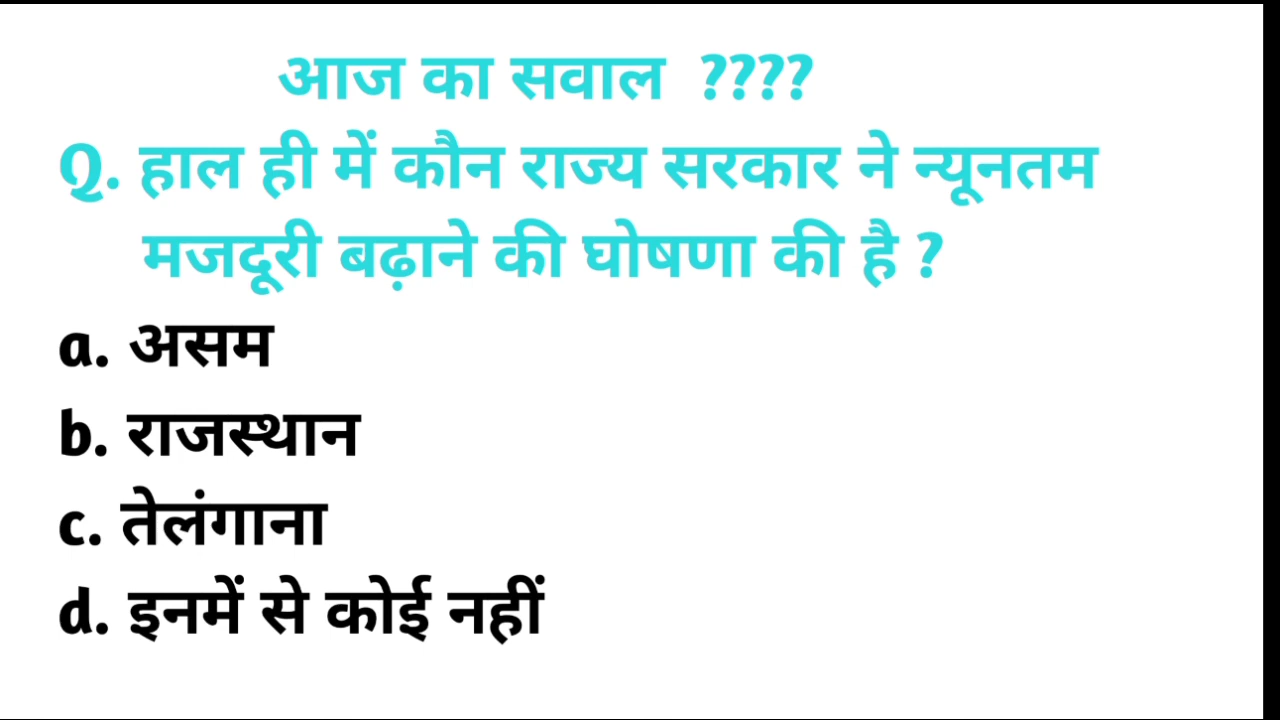 आज का सवाल ????
Q. हाल ही में कौन राज्य सरकार ने न्यूनतम
मजदूरी बढ़ाने की घोषणा की है ?
a. असम
b. राजस्थान
c. तेलंगाना
d. इनमें से कोई नहीं